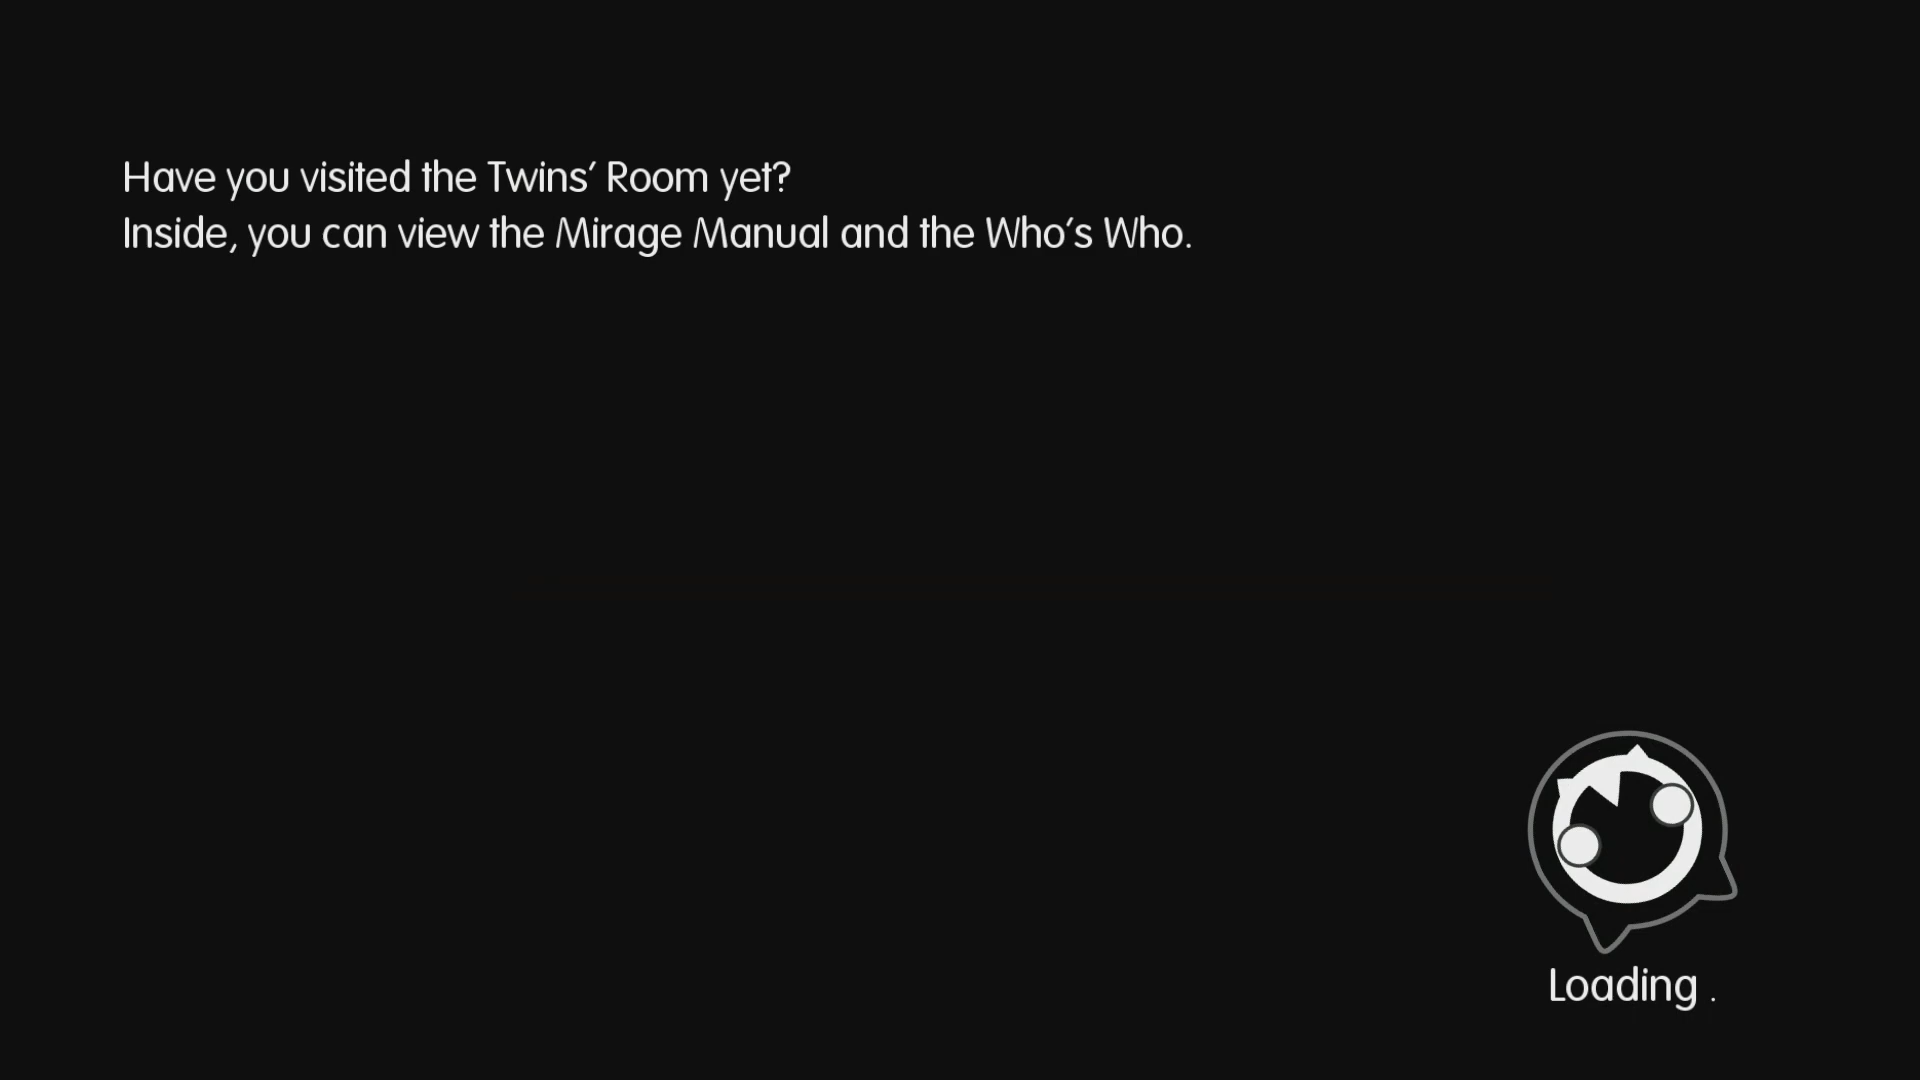 Have you visited the Twins’ Room yet?
Inside, you can view the Mirage Manual and the Who’s Who.
Loading .